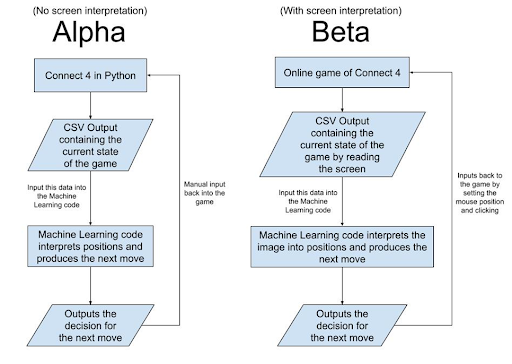 (No screen interpretation)
Alpha
Connect 4 in Python
CSV Output
containing the
current state
of the game
Input this data into
the Machine
Learning code
Manual input
back into the
game
Machine Learning code
interprets positions and
produces the next move
Outputs the
decision for
the next move
(With screen interpretation)
Beta
Online game of Connect 4
CSV Output
containing the
current state of the
game by reading
the screen
Input this data into
the Machine
Learning code
Inputs back to
the game by
setting the
mouse position
and clicking
Machine Learning code interprets the
image into positions and produces the
next move
Outputs the
decision for
the next move